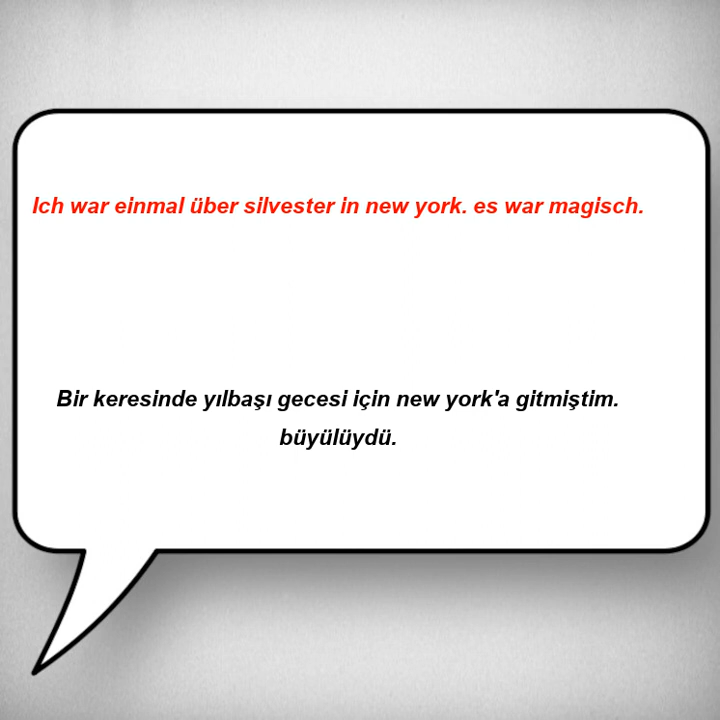 Ich war einmal über silvester in new york. es war magisch.
Bir keresinde yılbaşı gecesi için new york'a gitmiştim.
büyülüydü.